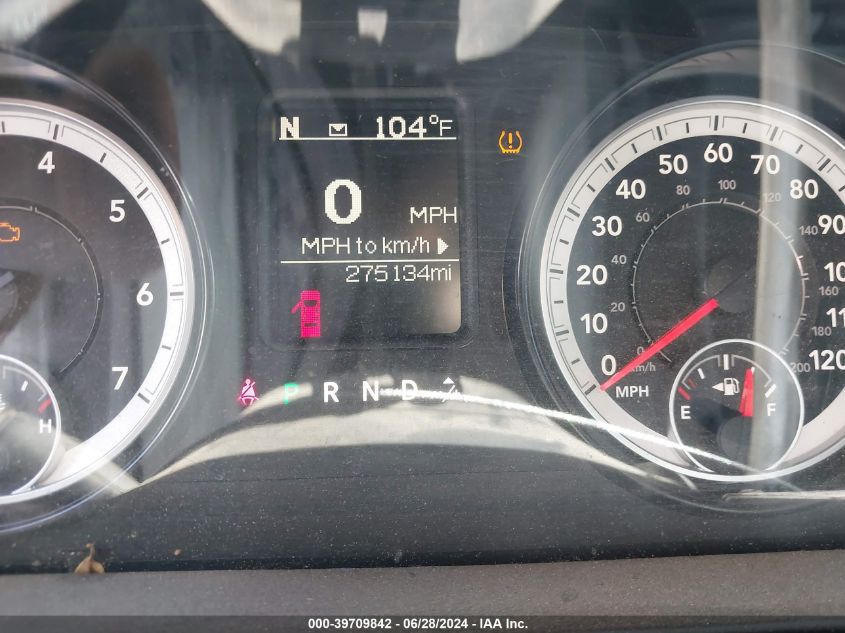 N 104°F
0 MPH
MPH to km/h
275134mi
P R N D
4
5
6
7
H
0 10 20 30 40 50 60 70 80 90 10 11 120
0 20 40 60 80 100 120 140 160 180 200
km/h
MPH
E F
000-39709842 / 06/28/2024 - IAA Inc.